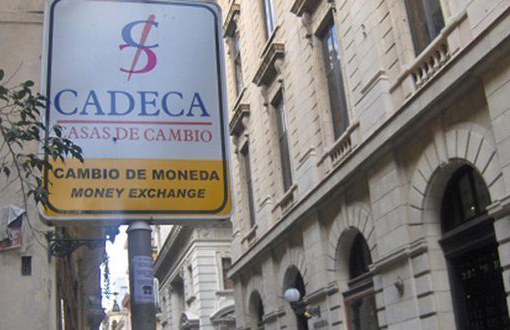 CADECA
CASAS DE CAMBIO
CAMBIO DE MONEDA
MONEY EXCHANGE